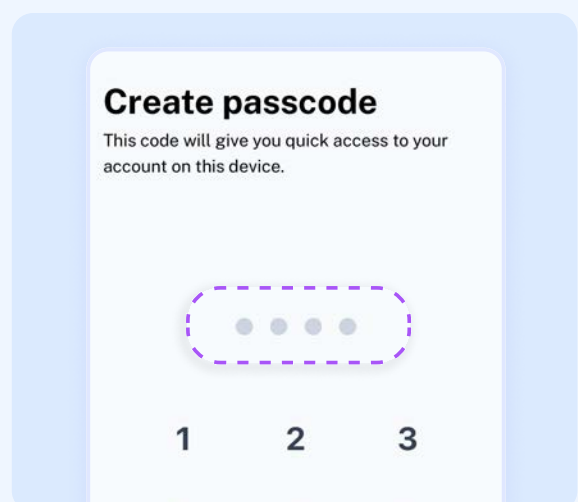 Create passcode
This code will give you quick access to your
account on this device.
1 2 3